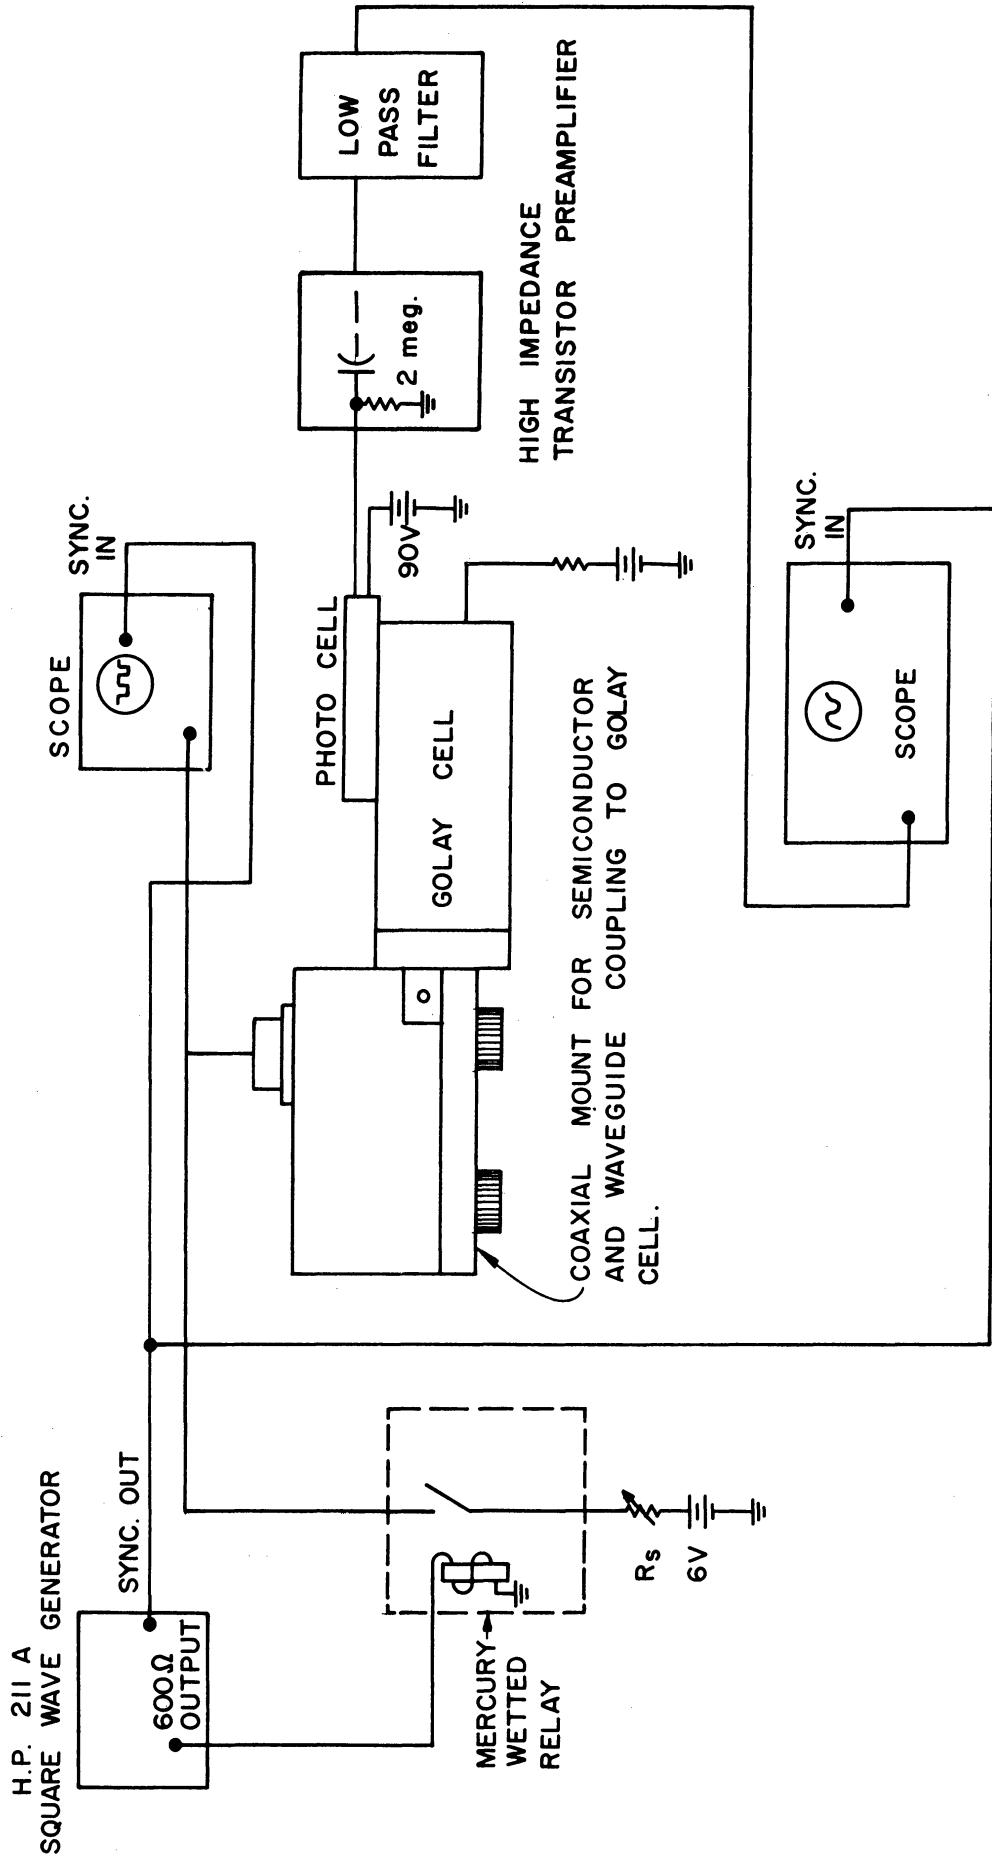 H.P. 211 A
SQUARE WAVE GENERATOR
SYNC. OUT
600Ω
OUTPUT
SCOPE
SYNC.
IN
MERCURY
WETTED
RELAY
Rs
6V
PHOTO CELL
GOLAY CELL
90V
COAXIAL MOUNT FOR SEMICONDUCTOR
AND WAVEGUIDE COUPLING TO GOLAY
CELL.
2 meg.
HIGH IMPEDANCE
TRANSISTOR PREAMPLIFIER
LOW
PASS
FILTER
SYNC.
IN
SCOPE